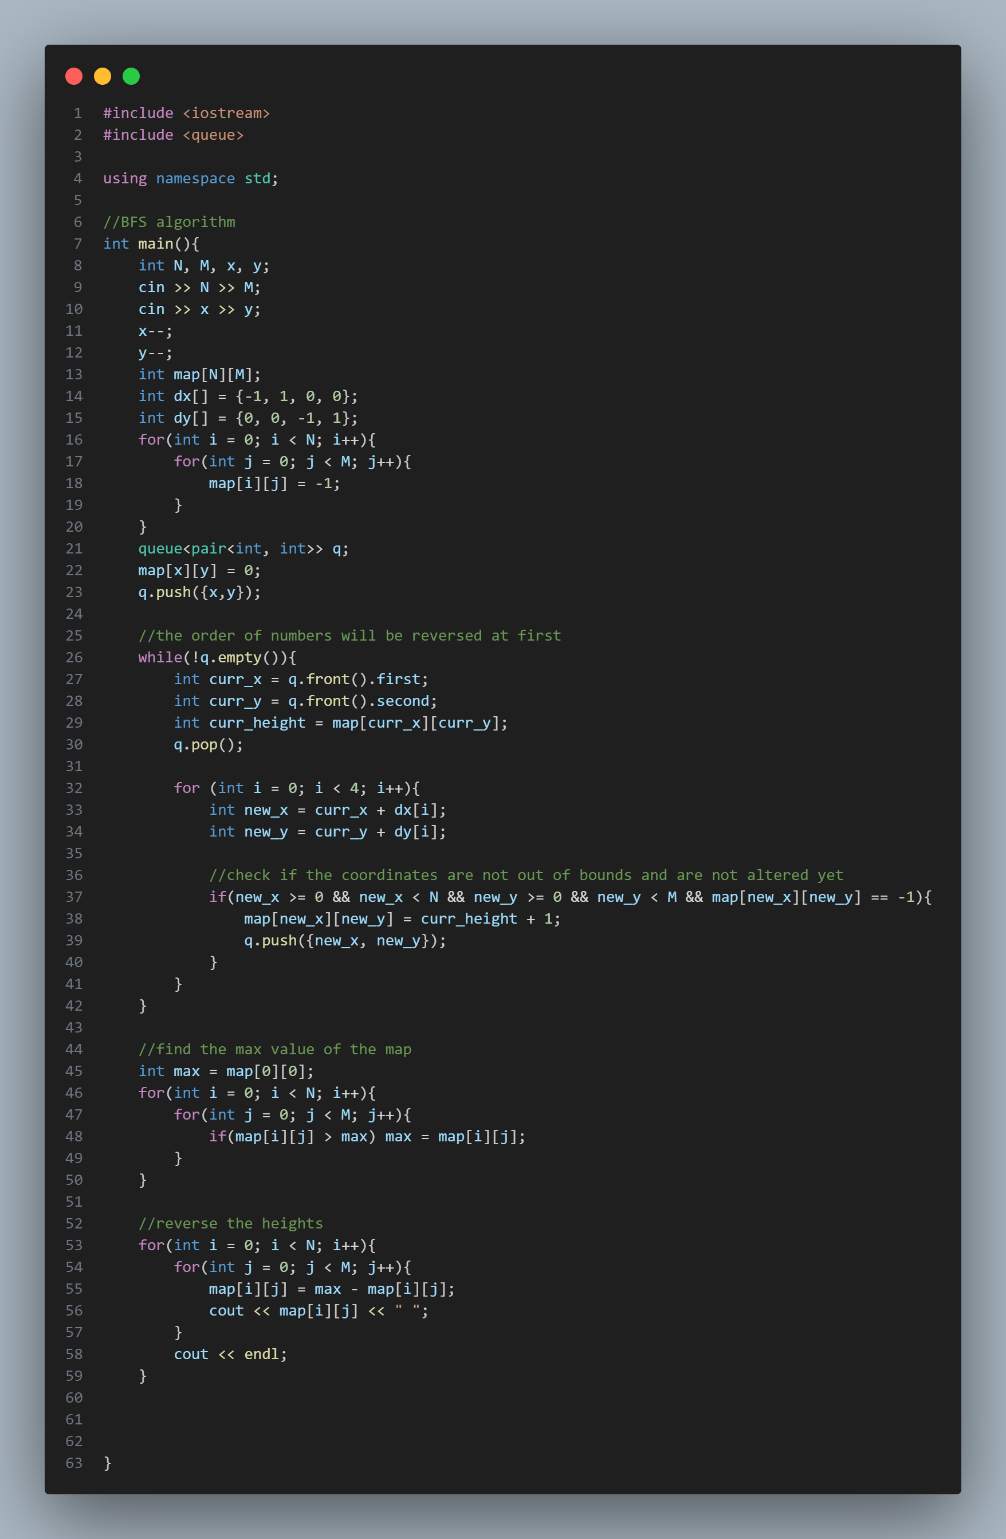 1 #include <iostream>
2 #include <queue>
3
4 using namespace std;
5
6 //BFS algorithm
7 int main(){
8     int N, M, x, y;
9     cin >> N >> M;
10     cin >> x >> y;
11     x--;
12     y--;
13     int map[N][M];
14     int dx[] = {-1, 1, 0, 0};
15     int dy[] = {0, 0, -1, 1};
16     for(int i = 0; i < N; i++){
17         for(int j = 0; j < M; j++){
18             map[i][j] = -1;
19         }
20     }
21     queue<pair<int, int>> q;
22     map[x][y] = 0;
23     q.push({x,y});
24
25     //the order of numbers will be reversed at first
26     while(!q.empty()){
27         int curr_x = q.front().first;
28         int curr_y = q.front().second;
29         int curr_height = map[curr_x][curr_y];
30         q.pop();
31
32         for (int i = 0; i < 4; i++){
33             int new_x = curr_x + dx[i];
34             int new_y = curr_y + dy[i];
35
36             //check if the coordinates are not out of bounds and are not altered yet
37             if(new_x >= 0 && new_x < N && new_y >= 0 && new_y < M && map[new_x][new_y] == -1){
38                 map[new_x][new_y] = curr_height + 1;
39                 q.push({new_x, new_y});
40             }
41         }
42     }
43
44     //find the max value of the map
45     int max = map[0][0];
46     for(int i = 0; i < N; i++){
47         for(int j = 0; j < M; j++){
48             if(map[i][j] > max) max = map[i][j];
49         }
50     }
51
52     //reverse the heights
53     for(int i = 0; i < N; i++){
54         for(int j = 0; j < M; j++){
55             map[i][j] = max - map[i][j];
56             cout << map[i][j] << " ";
57         }
58         cout << endl;
59     }
60
61
62
63 }